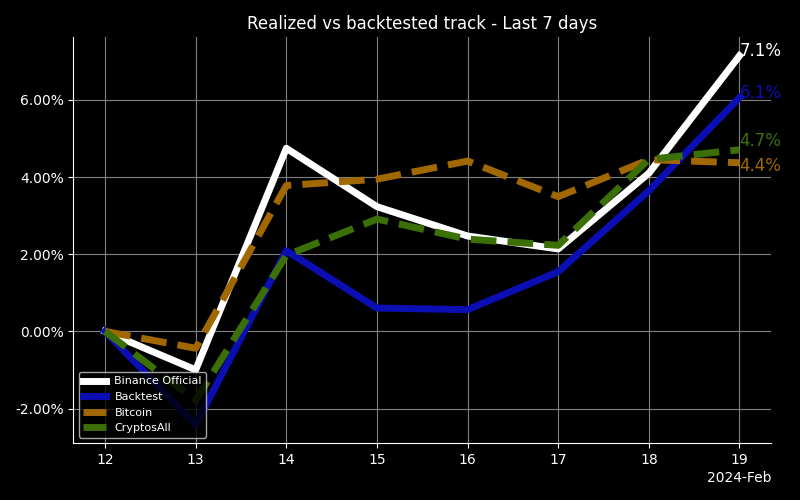 Realized vs backtested track - Last 7 days
7.1%
6.1%
6.00%
4.7%
4.4%
4.00%
2.00%
0.00%
-2.00%
Binance Official
Backtest
Bitcoin
CryptosAll
12 13 14 15 16 17 18 19
2024-Feb